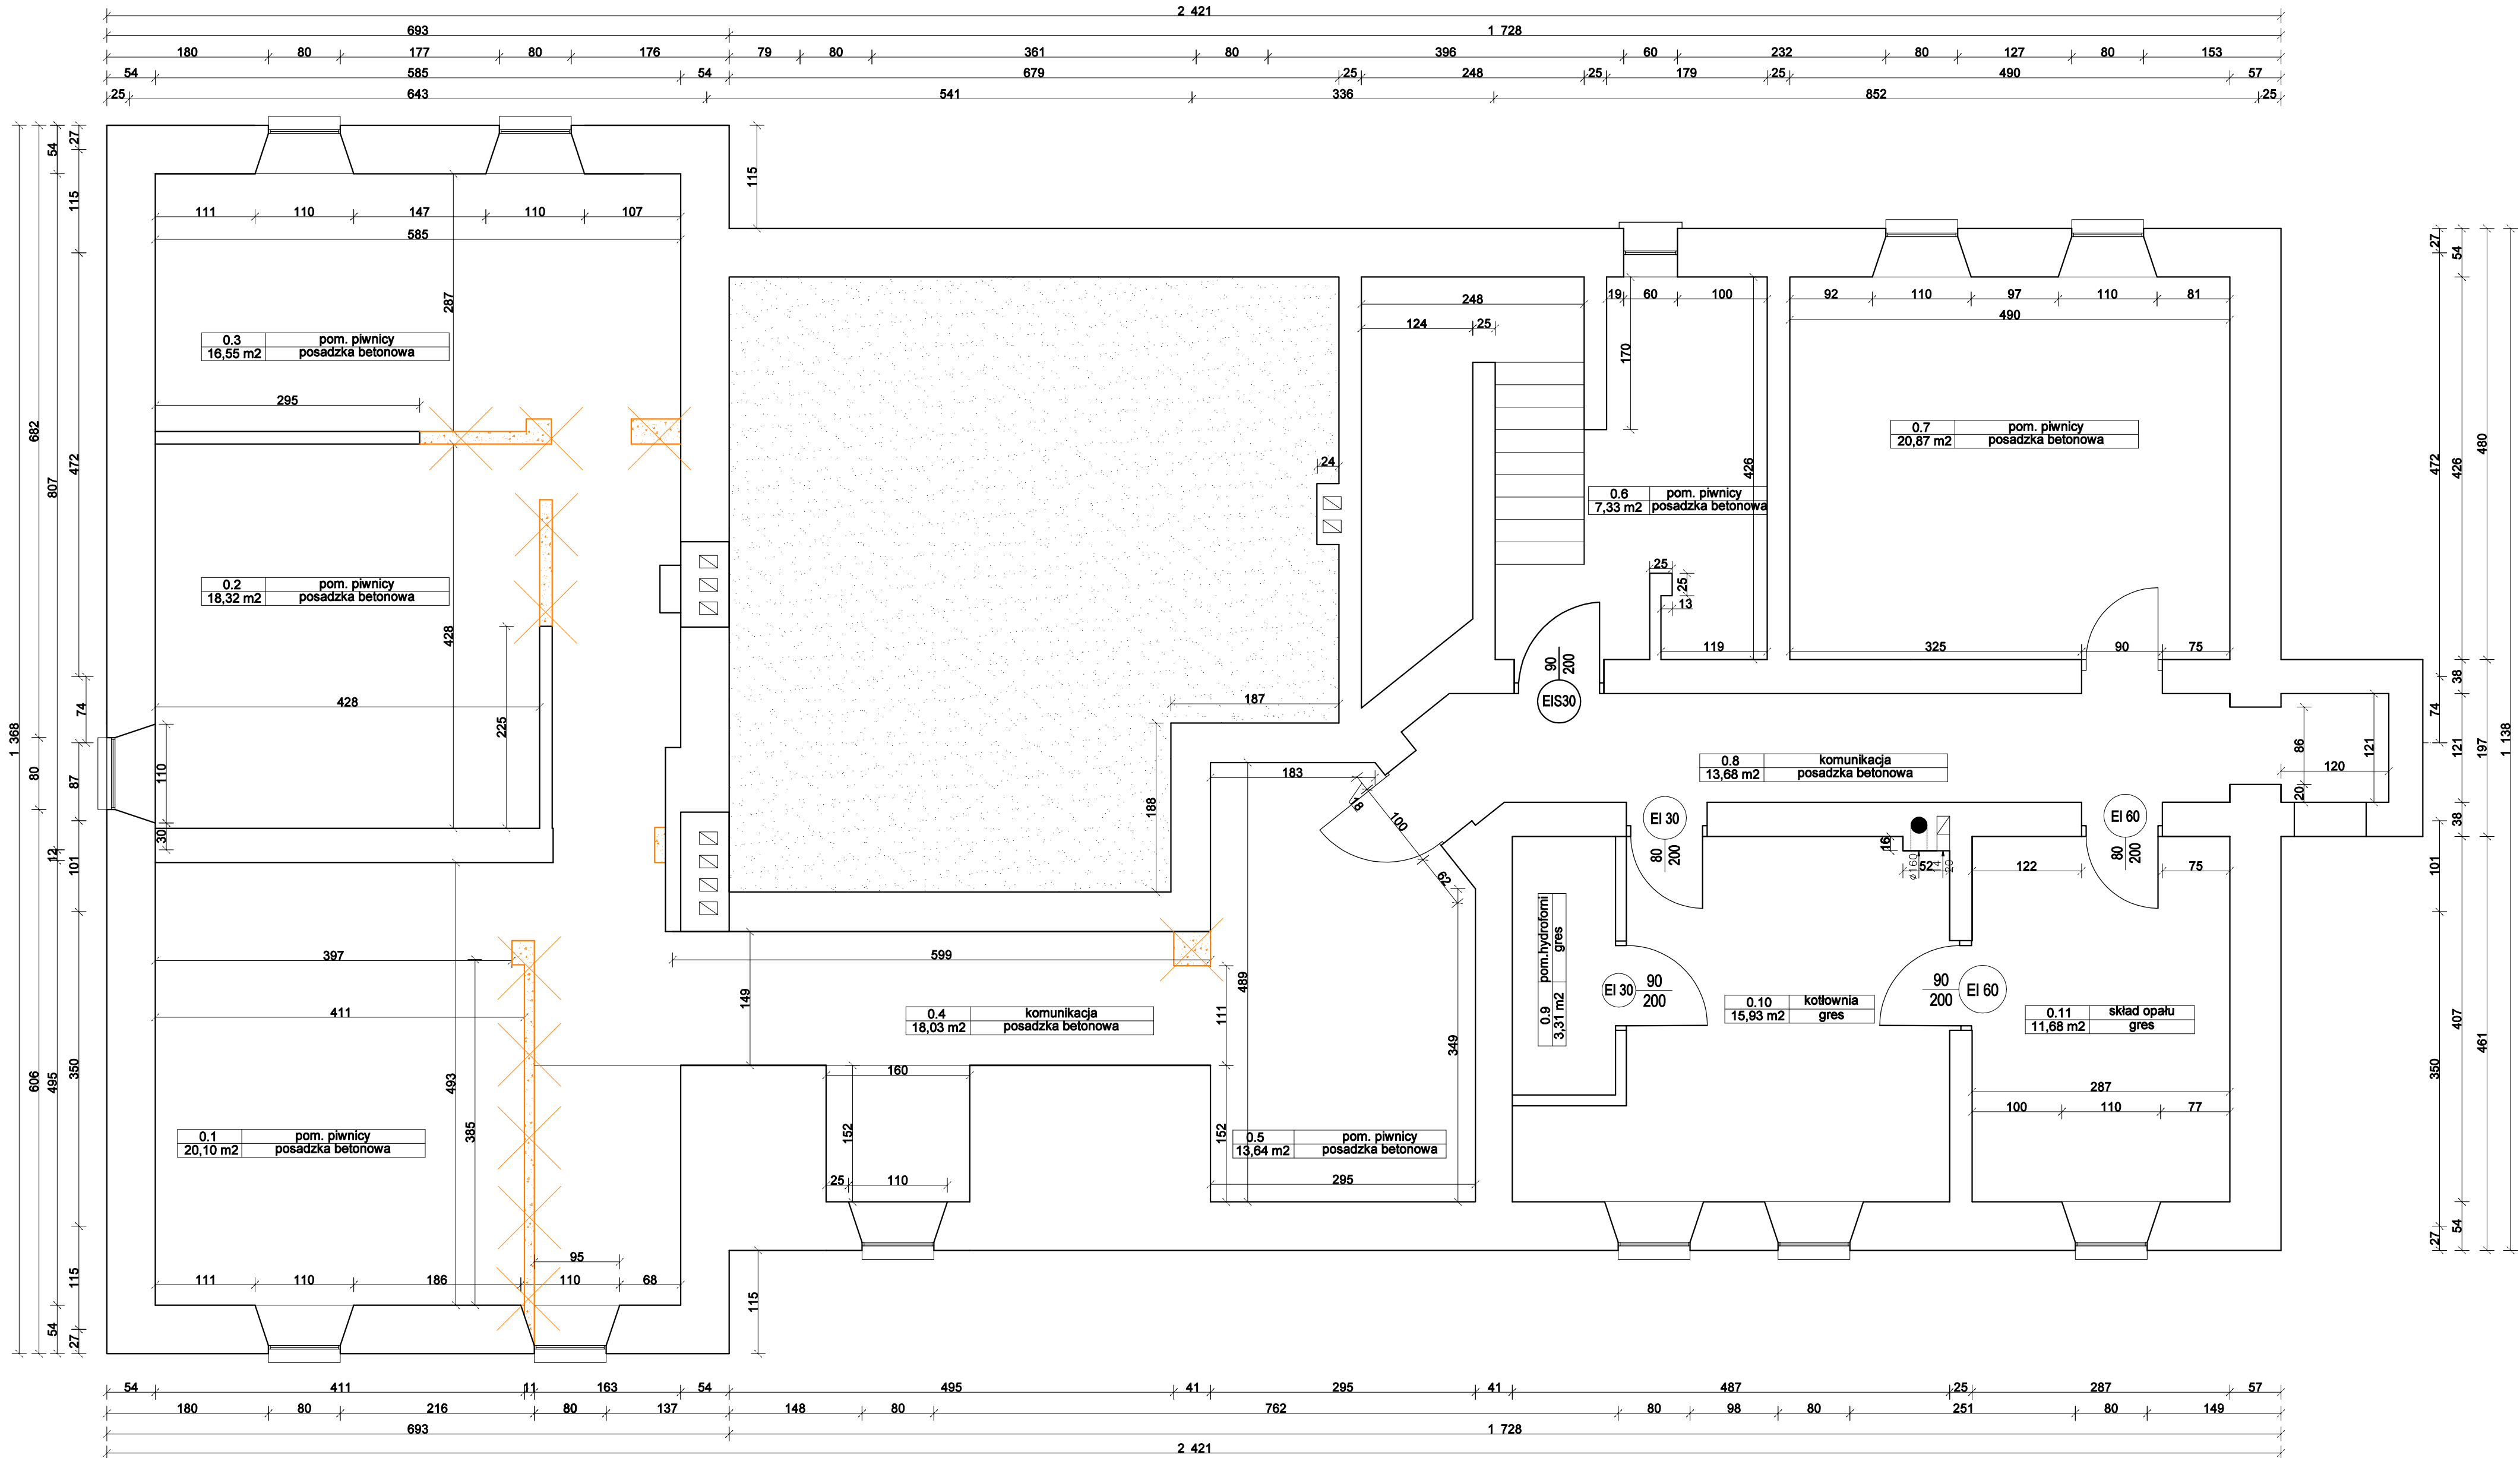 2 421
693 1 728
180 80 177 80 176 79 80 361 80 396 60 232 80 127 80 153
54 585 54 679 25 248 25 179 25 490 57
25 643 541 336 852 25
27
54
115
472
682
807
74
1 368
80
87
30
12
101
350
606
495
115
54
27
115
111 110 147 110 107
585
287
0.3 pom. piwnicy
16,55 m2 posadzka betonowa
295
0.2 pom. piwnicy
18,32 m2 posadzka betonowa
428
428
225
110
397
411
493
385
0.1 pom. piwnicy
20,10 m2 posadzka betonowa
95
111 110 186 110 68
115
24
187
188
599
149
0.4 komunikacja
18,03 m2 posadzka betonowa
160
152
25 110
111
152
489
183
18
100
62
349
0.5 pom. piwnicy
13,64 m2 posadzka betonowa
295
248
124 25
19 60 100
170
426
0.6 pom. piwnicy
7,33 m2 posadzka betonowa
25
25
13
119
90
200
EIS30
92 110 97 110 81
490
0.7 pom. piwnicy
20,87 m2 posadzka betonowa
325 90 75
0.8 komunikacja
13,68 m2 posadzka betonowa
86
121
120
20
EI 30
80
200
EI 60
80
200
16
52
ø160
14
20
122 75
0.9 pom.hydroforni
3,31 m2 gres
EI 30 90
200
0.10 kotłownia
15,93 m2 gres
90
200 EI 60
0.11 skład opału
11,68 m2 gres
287
100 110 77
27
54
472
426
480
38
74
121
197
1 138
38
101
407
461
350
54
27
54 411 11 163 54 495 41 295 41 487 25 287 57
180 80 216 80 137 148 80 762 80 98 80 251 80 149
693 1 728
2 421